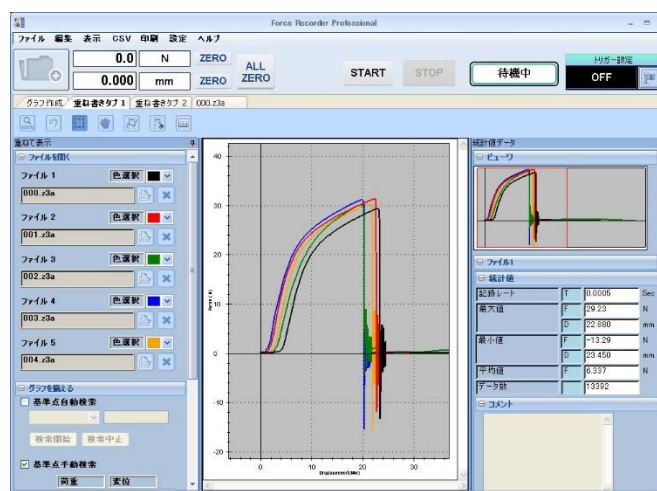 Force Recorder Professional
ファイル 編集 表示 CSV 印刷 設定 ヘルプ
0.0 N ZERO
0.000 mm ZERO
ALL ZERO
START STOP 待機中
トリガー設定
OFF
グラフ作成 重ね書きタブ 1 重ね書きタブ 2 000.z3a
100%
重ねて表示
ファイルを開く
ファイル 1 色選択
000.z3a
ファイル 2 色選択
001.z3a
ファイル 3 色選択
002.z3a
ファイル 4 色選択
003.z3a
ファイル 5 色選択
004.z3a
グラフを揃える
基準点自動検索
検索開始 検索中止
基準点手動検索
荷重 変位
40
30
20
10
0
-10
-20
0 10 20 30
Displacement(mm)
統計値データ
ビューワ
ファイル1
統計値
記録レート T 0.0005 Sec
最大値 F 29.23 N
D 22.880 mm
最小値 F -13.29 N
D 23.450 mm
平均値 F 6.337 N
データ数 13392
コメント